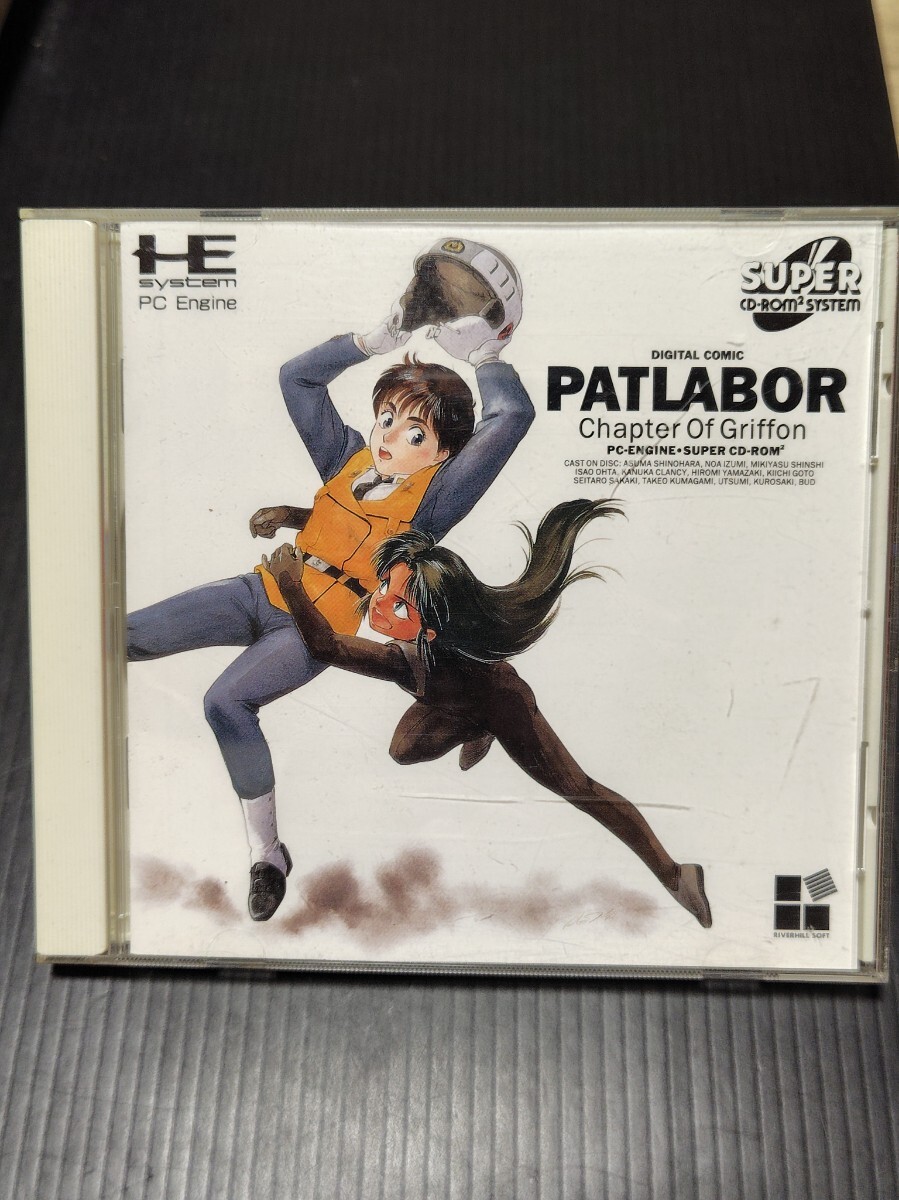 HE
system
PC Engine
SUPER
CD-ROM² SYSTEM
DIGITAL COMIC
PATLABOR
Chapter Of Griffon
PC-ENGINE•SUPER CD-ROM²
CAST ON DISC: ASUMA SHINOHARA, NOA IZUMI, MIKIYASU SHINSHI
ISAO OHTA, KANUKA CLANCY, HIROMI YAMAZAKI, KIICHI GOTO
SEITARO SAKAKI, TAKEO KUMAGAMI, UTSUMI, KUROSAKI, BUD
RIVERHILL SOFT